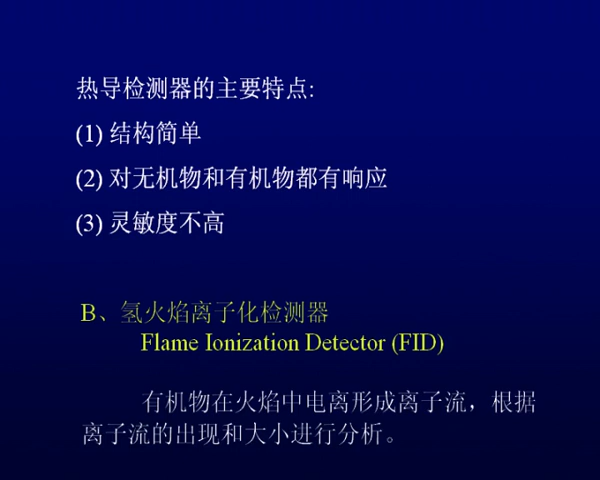 热导检测器的主要特点:
(1) 结构简单
(2) 对无机物和有机物都有响应
(3) 灵敏度不高
B、氢火焰离子化检测器
Flame Ionization Detector (FID)
有机物在火焰中电离形成离子流，根据
离子流的出现和大小进行分析。